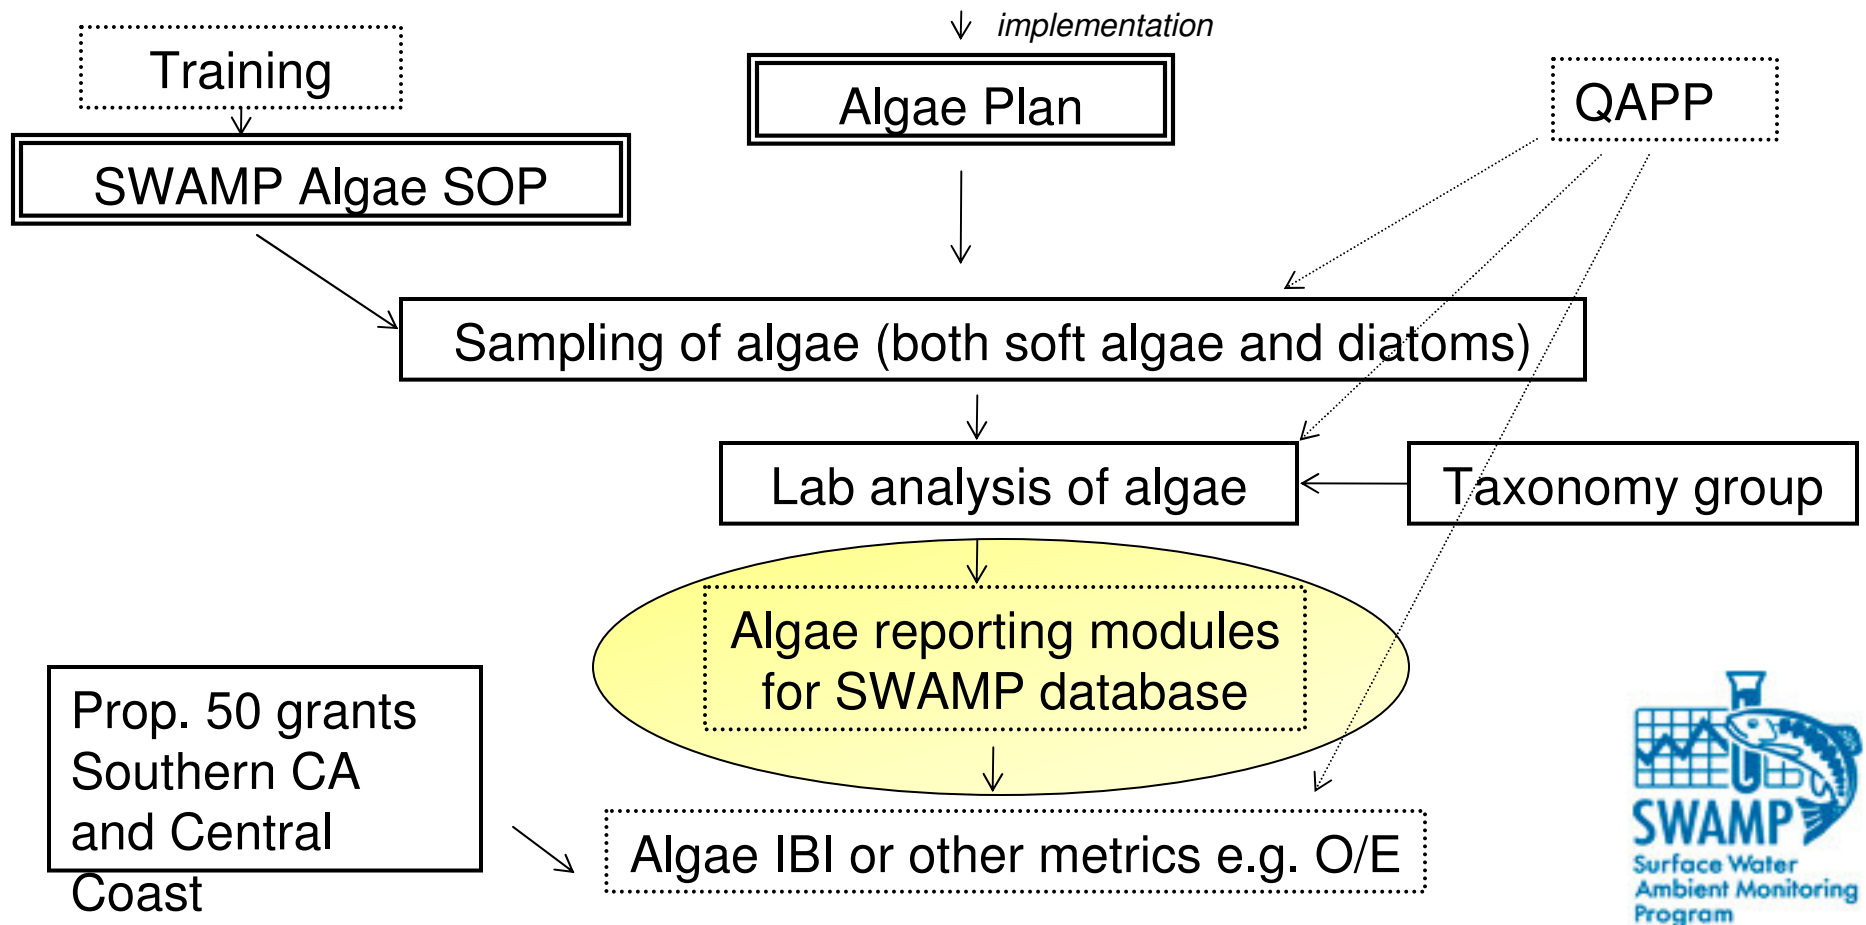 implementation
Training
Algae Plan
QAPP
SWAMP Algae SOP
Sampling of algae (both soft algae and diatoms)
Lab analysis of algae
Taxonomy group
Algae reporting modules
for SWAMP database
Prop. 50 grants
Southern CA
and Central
Coast
Algae IBI or other metrics e.g. O/E
SWAMP
Surface Water
Ambient Monitoring
Program